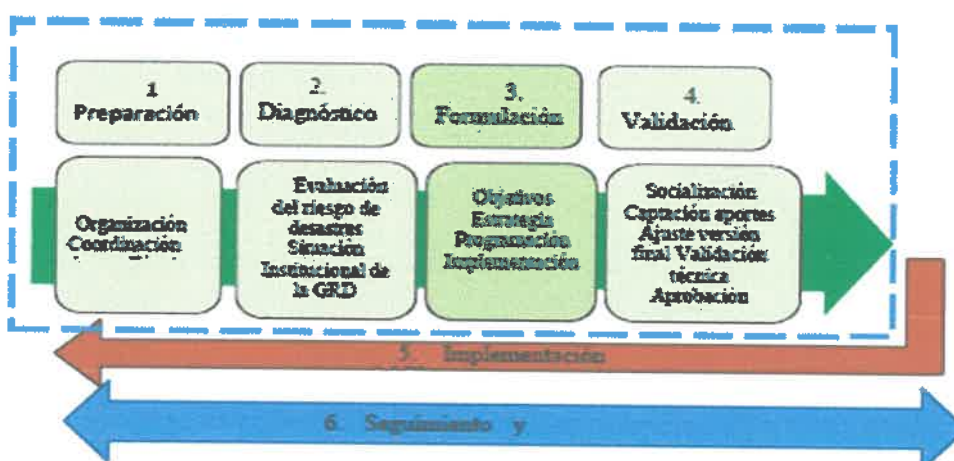 1
Preparación
2.
Diagnóstico
3.
Formulación
4.
Validación
Organización
Coordinación
Evaluación
del riesgo de
desastres
Situación
Institucional de
la GRD
Objetivos
Estrategia
Programación
Implementación
Socialización
Captación aportes
Ajuste versión
final Validación
técnica
Aprobación
5. Implementación
6. Seguimiento y